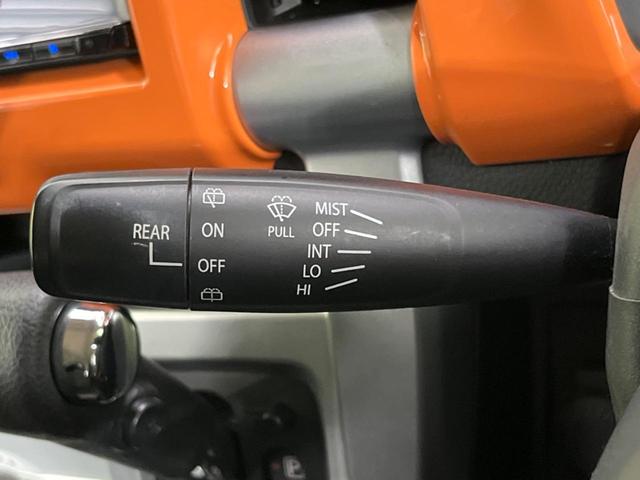 REAR
ON
OFF
PULL
MIST
OFF
INT
LO
HI
P